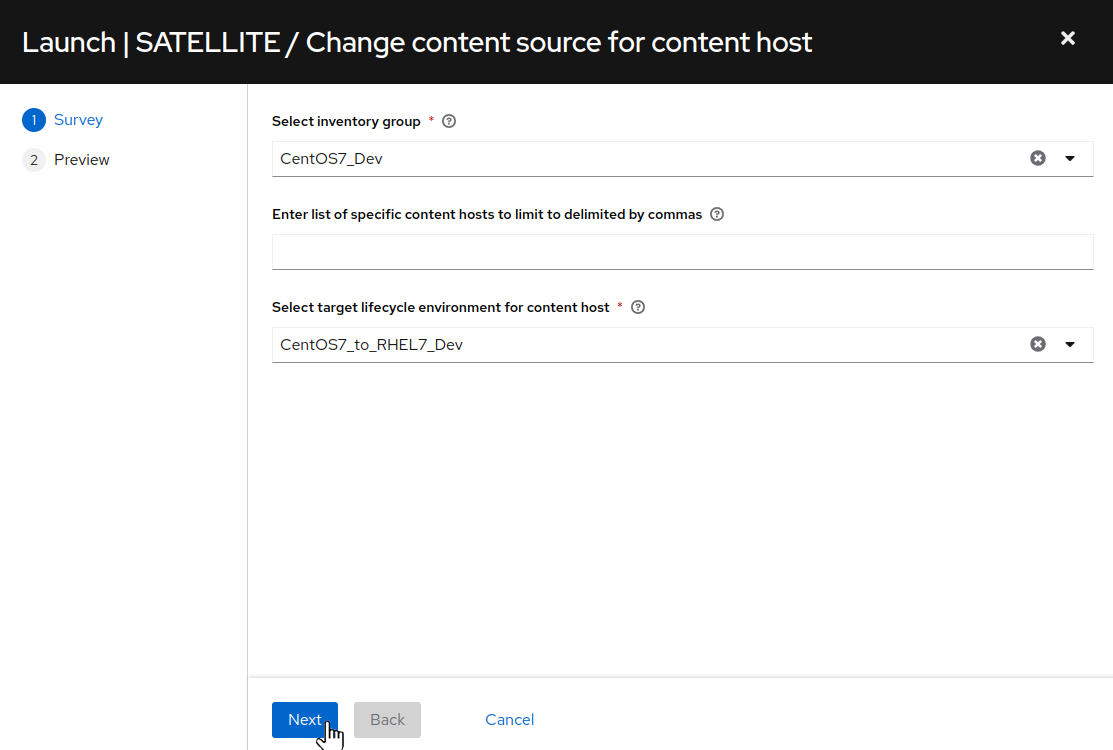 Launch | SATELLITE / Change content source for content host
1 Survey
2 Preview
Select inventory group *
CentOS7_Dev
Enter list of specific content hosts to limit to delimited by commas
Select target lifecycle environment for content host *
CentOS7_to_RHEL7_Dev
Next Back Cancel